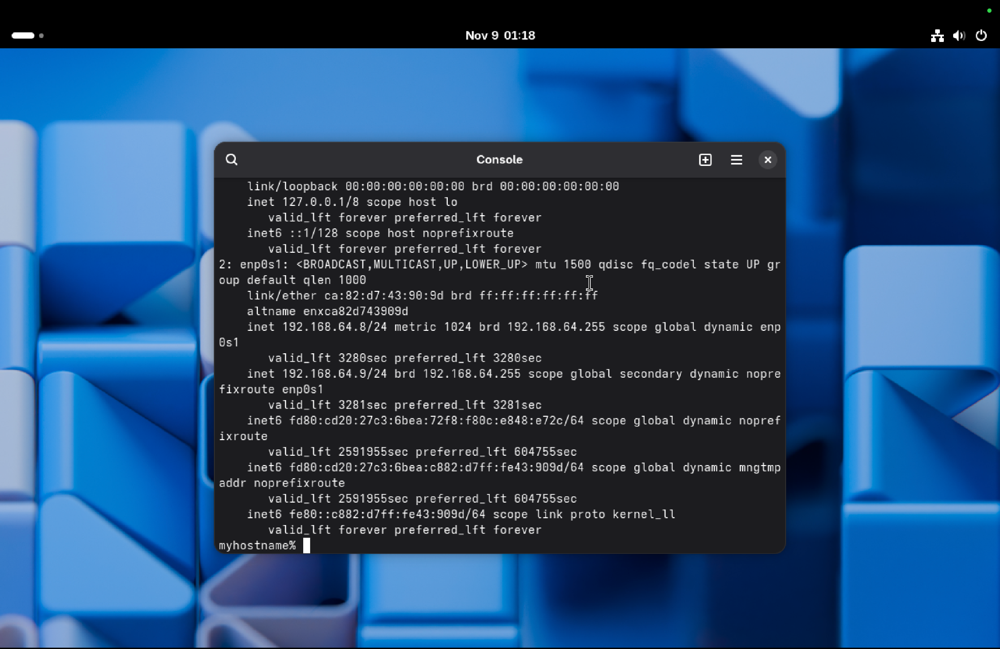 Nov 9 01:18
Console
link/loopback 00:00:00:00:00:00 brd 00:00:00:00:00:00
inet 127.0.0.1/8 scope host lo
valid_lft forever preferred_lft forever
inet6 ::1/128 scope host noprefixroute
valid_lft forever preferred_lft forever
2: enp0s1: <BROADCAST,MULTICAST,UP,LOWER_UP> mtu 1500 qdisc fq_codel state UP gr
oup default qlen 1000
link/ether ca:82:d7:43:90:9d brd ff:ff:ff:ff:ff:ff
altname enxca82d743909d
inet 192.168.64.8/24 metric 1024 brd 192.168.64.255 scope global dynamic enp
0s1
valid_lft 3280sec preferred_lft 3280sec
inet 192.168.64.9/24 brd 192.168.64.255 scope global secondary dynamic nopre
fixroute enp0s1
valid_lft 3281sec preferred_lft 3281sec
inet6 fd80:cd20:27c3:6bea:72f8:f80c:e848:e72c/64 scope global dynamic nopref
ixroute
valid_lft 2591955sec preferred_lft 604755sec
inet6 fd80:cd20:27c3:6bea:c882:d7ff:fe43:909d/64 scope global dynamic mngtmp
addr noprefixroute
valid_lft 2591955sec preferred_lft 604755sec
inet6 fe80::c882:d7ff:fe43:909d/64 scope link proto kernel_ll
valid_lft forever preferred_lft forever
myhostname%